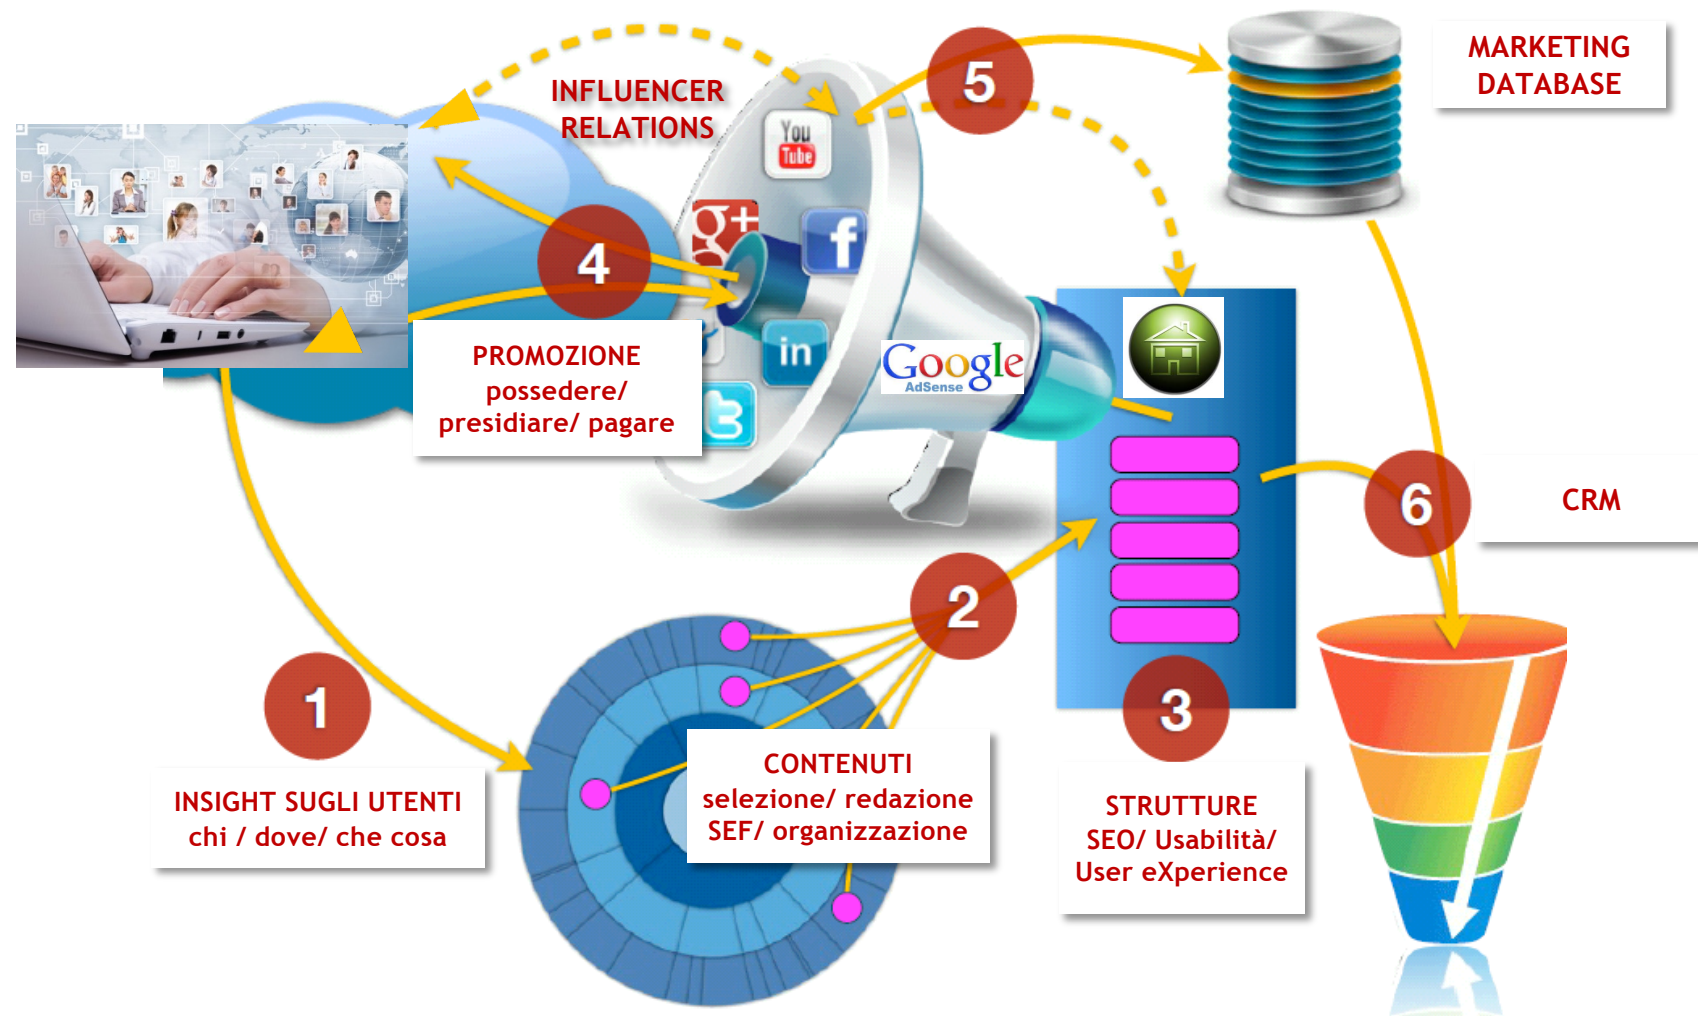 INFLUENCER
RELATIONS
5
MARKETING
DATABASE
You
Tube
g+
f
4
in
Google
AdSense
PROMOZIONE
possedere/
presidiare/ pagare
6
CRM
2
1
3
INSIGHT SUGLI UTENTI
chi / dove/ che cosa
CONTENUTI
selezione/ redazione
SEF/ organizzazione
STRUTTURE
SEO/ Usabilità/
User eXperience